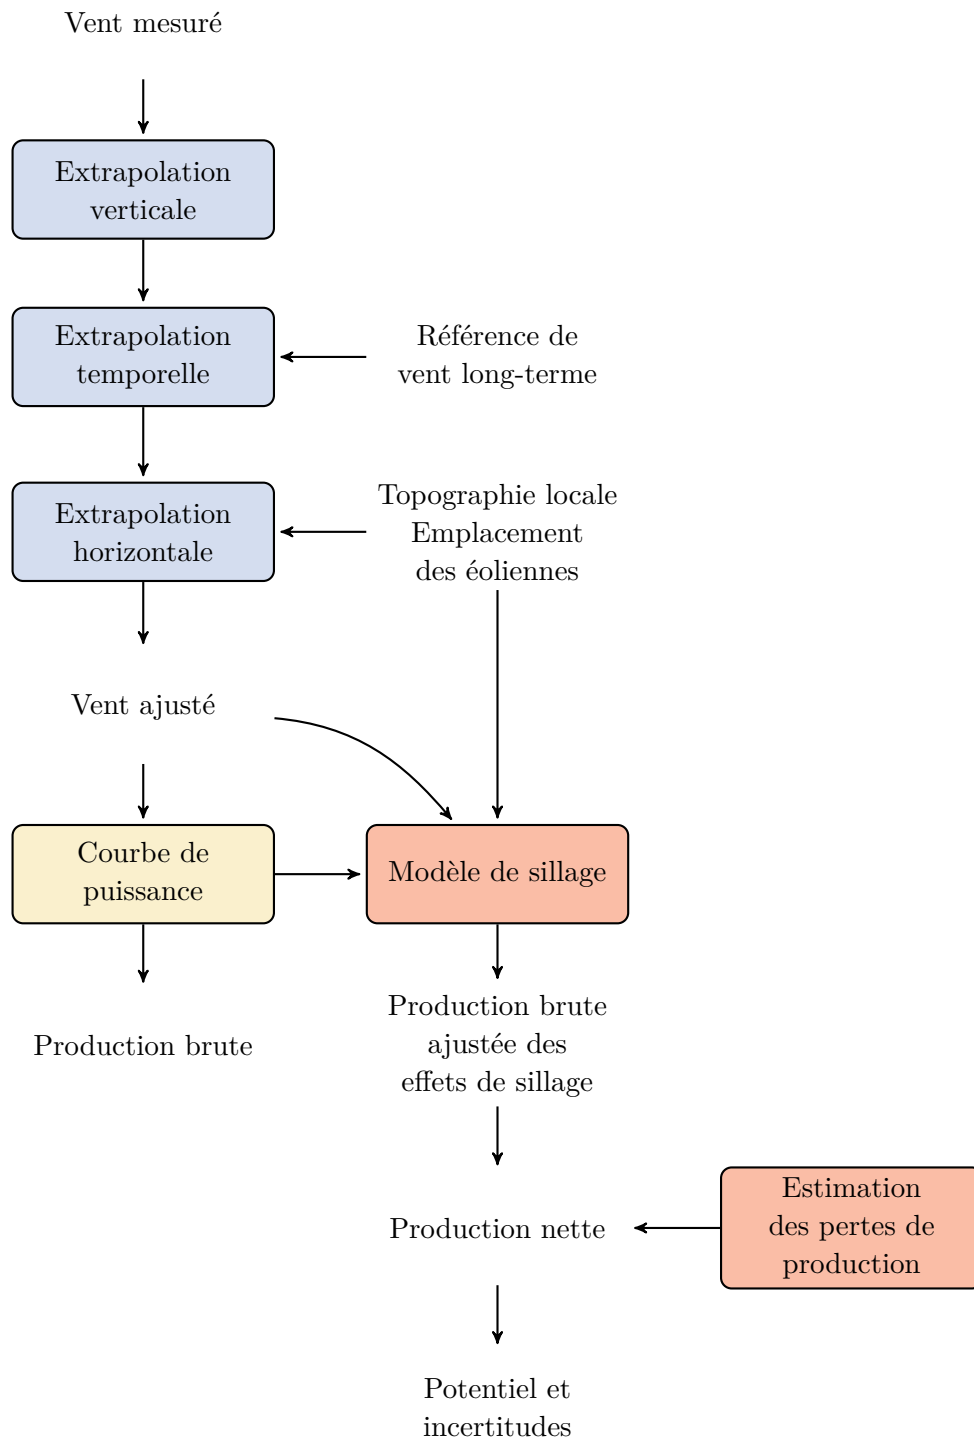 Vent mesuré
Extrapolation
verticale
Extrapolation
temporelle
Référence de
vent long-terme
Extrapolation
horizontale
Topographie locale
Emplacement
des éoliennes
Vent ajusté
Courbe de
puissance
Modèle de sillage
Production brute
Production brute
ajustée des
effets de sillage
Production nette
Estimation
des pertes de
production
Potentiel et
incertitudes